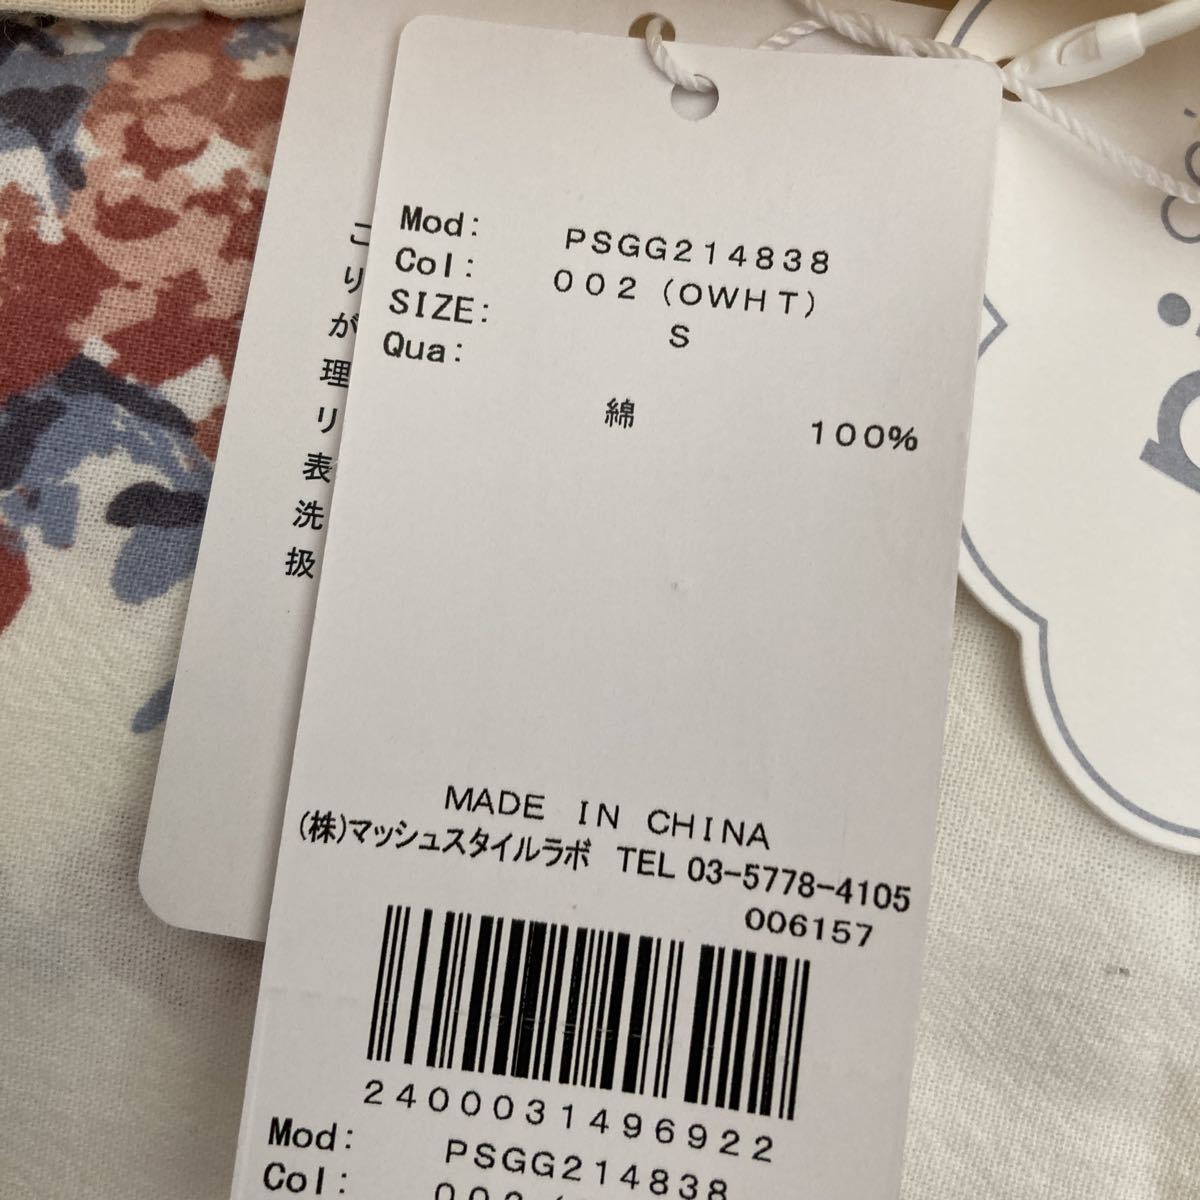 Mod: PSGG214838
Col: 002 (OWHT)
SIZE: S
Qua:
綿 100%
MADE IN CHINA
(株)マッシュスタイルラボ TEL 03-5778-4105
006157
2400031496922
Mod: PSGG214838
Col:
こ
り
が
理
リ
表
洗
扱